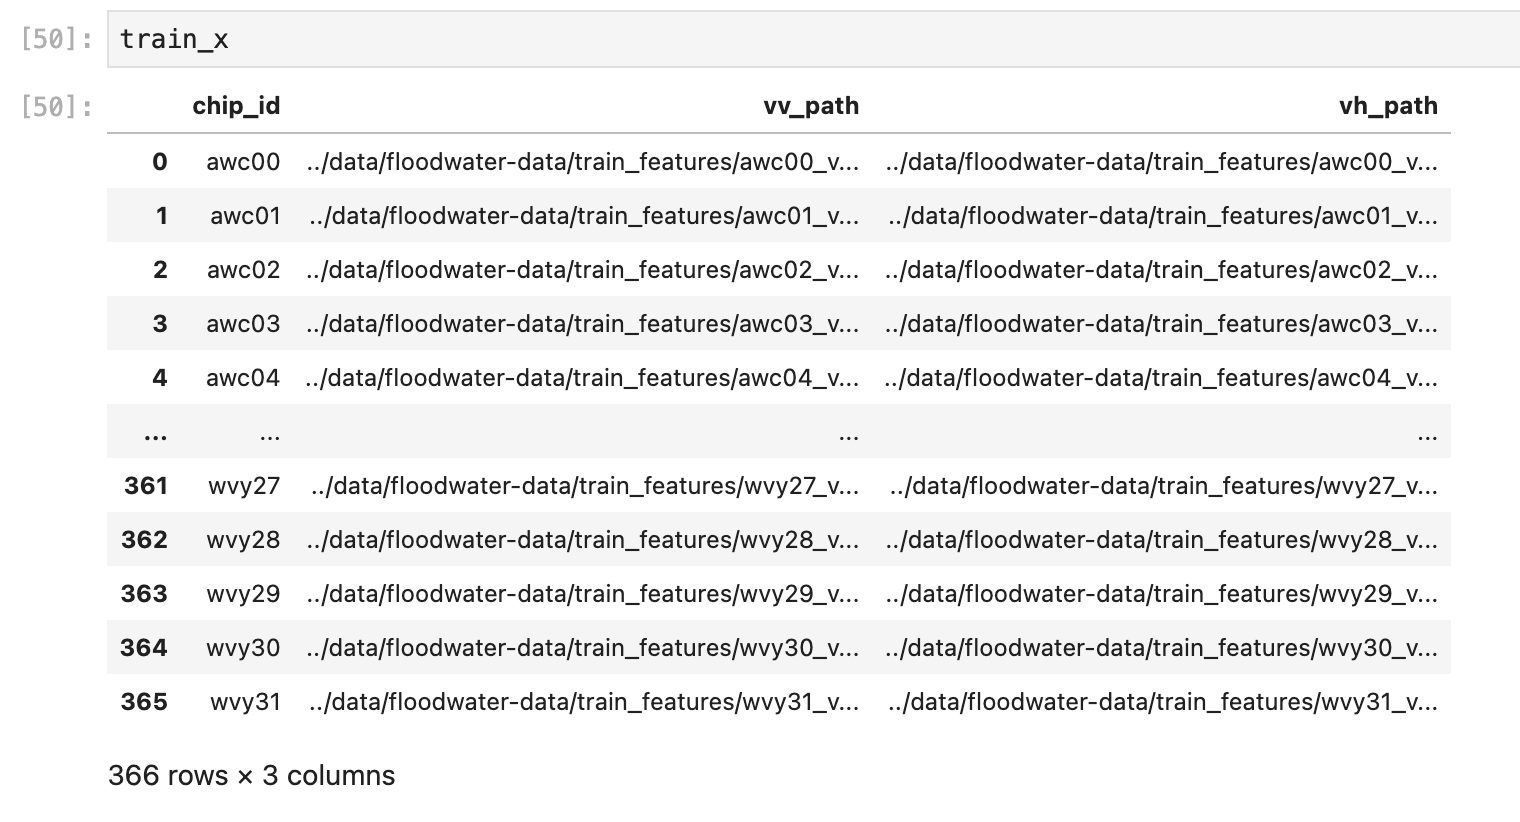 [50]: train_x
[50]: chip_id vv_path vh_path
0 awc00 ../data/floodwater-data/train_features/awc00_v... ../data/floodwater-data/train_features/awc00_v...
1 awc01 ../data/floodwater-data/train_features/awc01_v... ../data/floodwater-data/train_features/awc01_v...
2 awc02 ../data/floodwater-data/train_features/awc02_v... ../data/floodwater-data/train_features/awc02_v...
3 awc03 ../data/floodwater-data/train_features/awc03_v... ../data/floodwater-data/train_features/awc03_v...
4 awc04 ../data/floodwater-data/train_features/awc04_v... ../data/floodwater-data/train_features/awc04_v...
... ... ... ...
361 wvy27 ../data/floodwater-data/train_features/wvy27_v... ../data/floodwater-data/train_features/wvy27_v...
362 wvy28 ../data/floodwater-data/train_features/wvy28_v... ../data/floodwater-data/train_features/wvy28_v...
363 wvy29 ../data/floodwater-data/train_features/wvy29_v... ../data/floodwater-data/train_features/wvy29_v...
364 wvy30 ../data/floodwater-data/train_features/wvy30_v... ../data/floodwater-data/train_features/wvy30_v...
365 wvy31 ../data/floodwater-data/train_features/wvy31_v... ../data/floodwater-data/train_features/wvy31_v...
366 rows × 3 columns